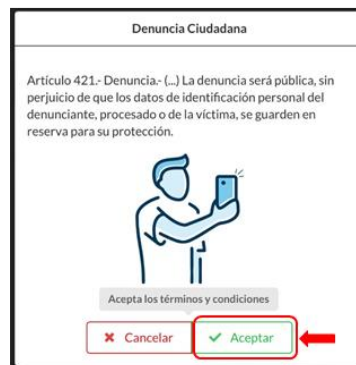 Denuncia Ciudadana
Artículo 421.- Denuncia.- (...) La denuncia será pública, sin
perjuicio de que los datos de identificación personal del
denunciante, procesado o de la víctima, se guarden en
reserva para su protección.
Acepta los términos y condiciones
Cancelar
Aceptar